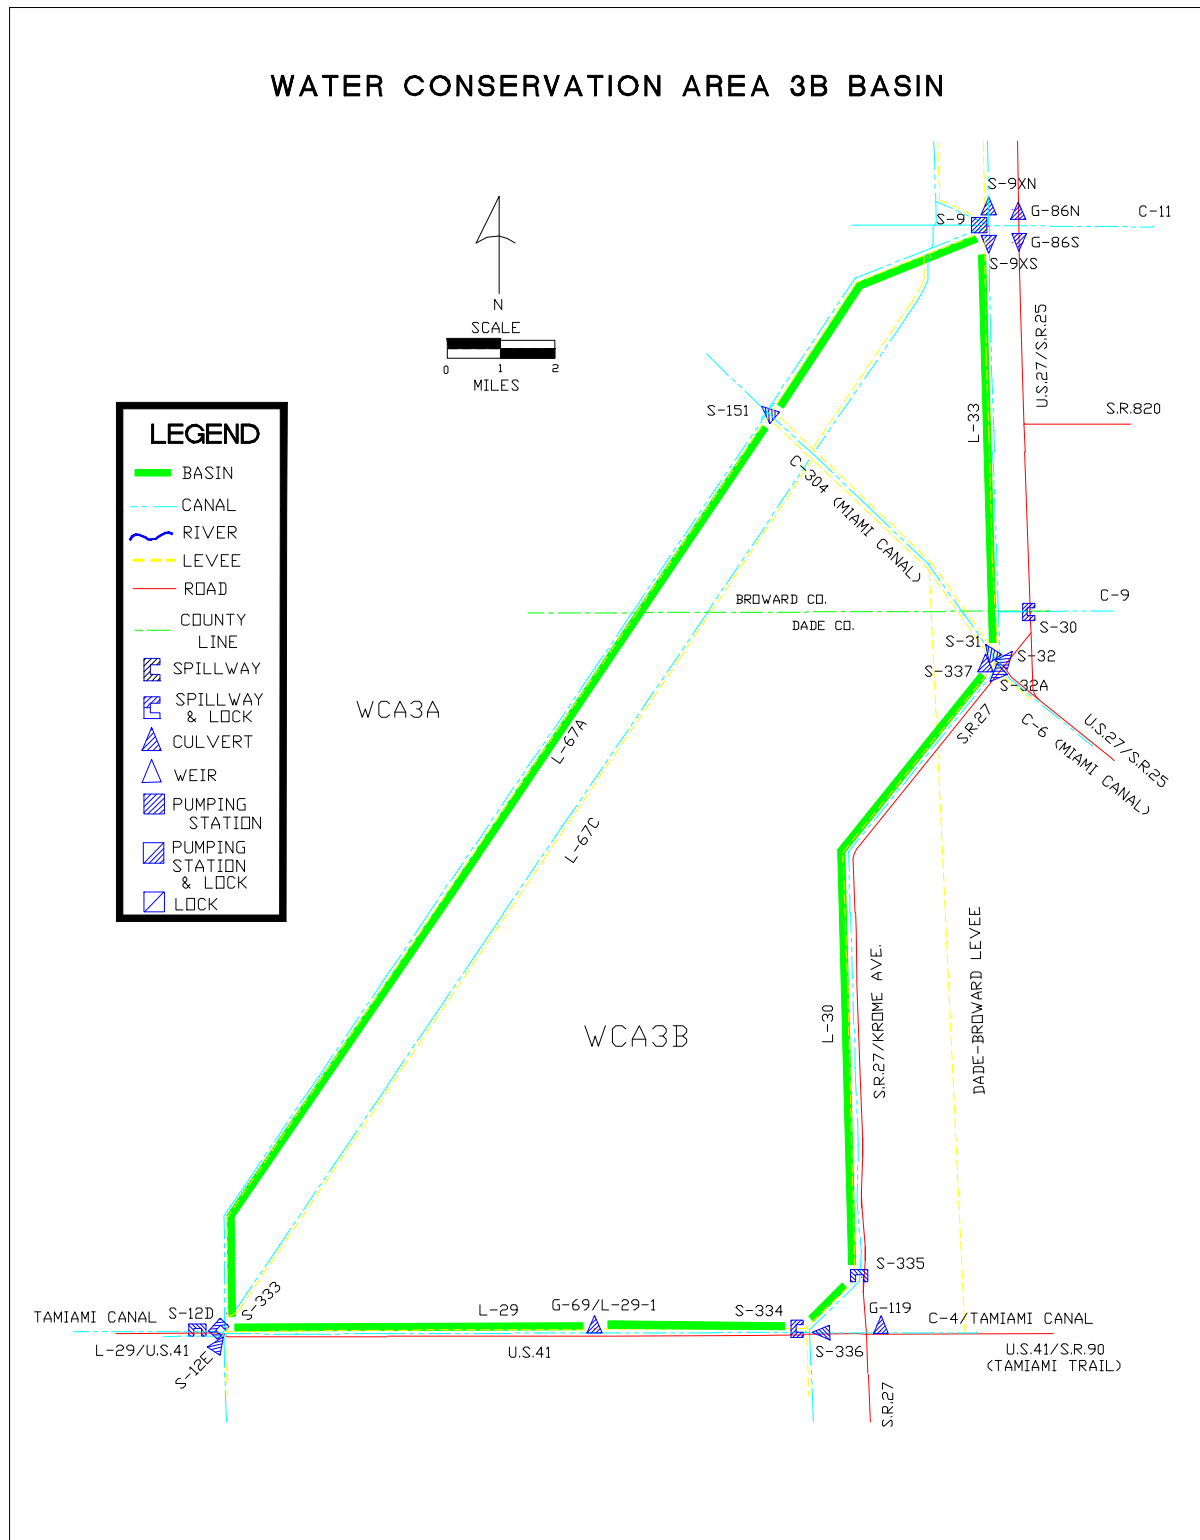 WATER CONSERVATION AREA 3B BASIN
S-9XN
S-9
G-86N
C-11
G-86S
S-9XS
N
SCALE
0 1 2
MILES
U.S.27/S.R.25
S-151
L-33
S.R.820
C-304 (MIAMI CANAL)
LEGEND
BASIN
CANAL
RIVER
LEVEE
ROAD
COUNTY
LINE
SPILLWAY
SPILLWAY
& LOCK
CULVERT
WEIR
PUMPING
STATION
PUMPING
STATION
& LOCK
LOCK
BROWARD CO.
DADE CO.
C-9
S-30
S-31
S-32
S-337
S-32A
WCA3A
L-67A
S.R.27
C-6 (MIAMI CANAL)
U.S.27/S.R.25
L-67C
WCA3B
L-30
S.R.27/KROME AVE.
DADE-BROWARD LEVEE
S-335
TAMIAMI CANAL
S-12D
S-333
L-29
G-69/L-29-1
S-334
G-119
C-4/TAMIAMI CANAL
L-29/U.S.41
S-12E
U.S.41
S-336
U.S.41/S.R.90
(TAMIAMI TRAIL)
S.R.27